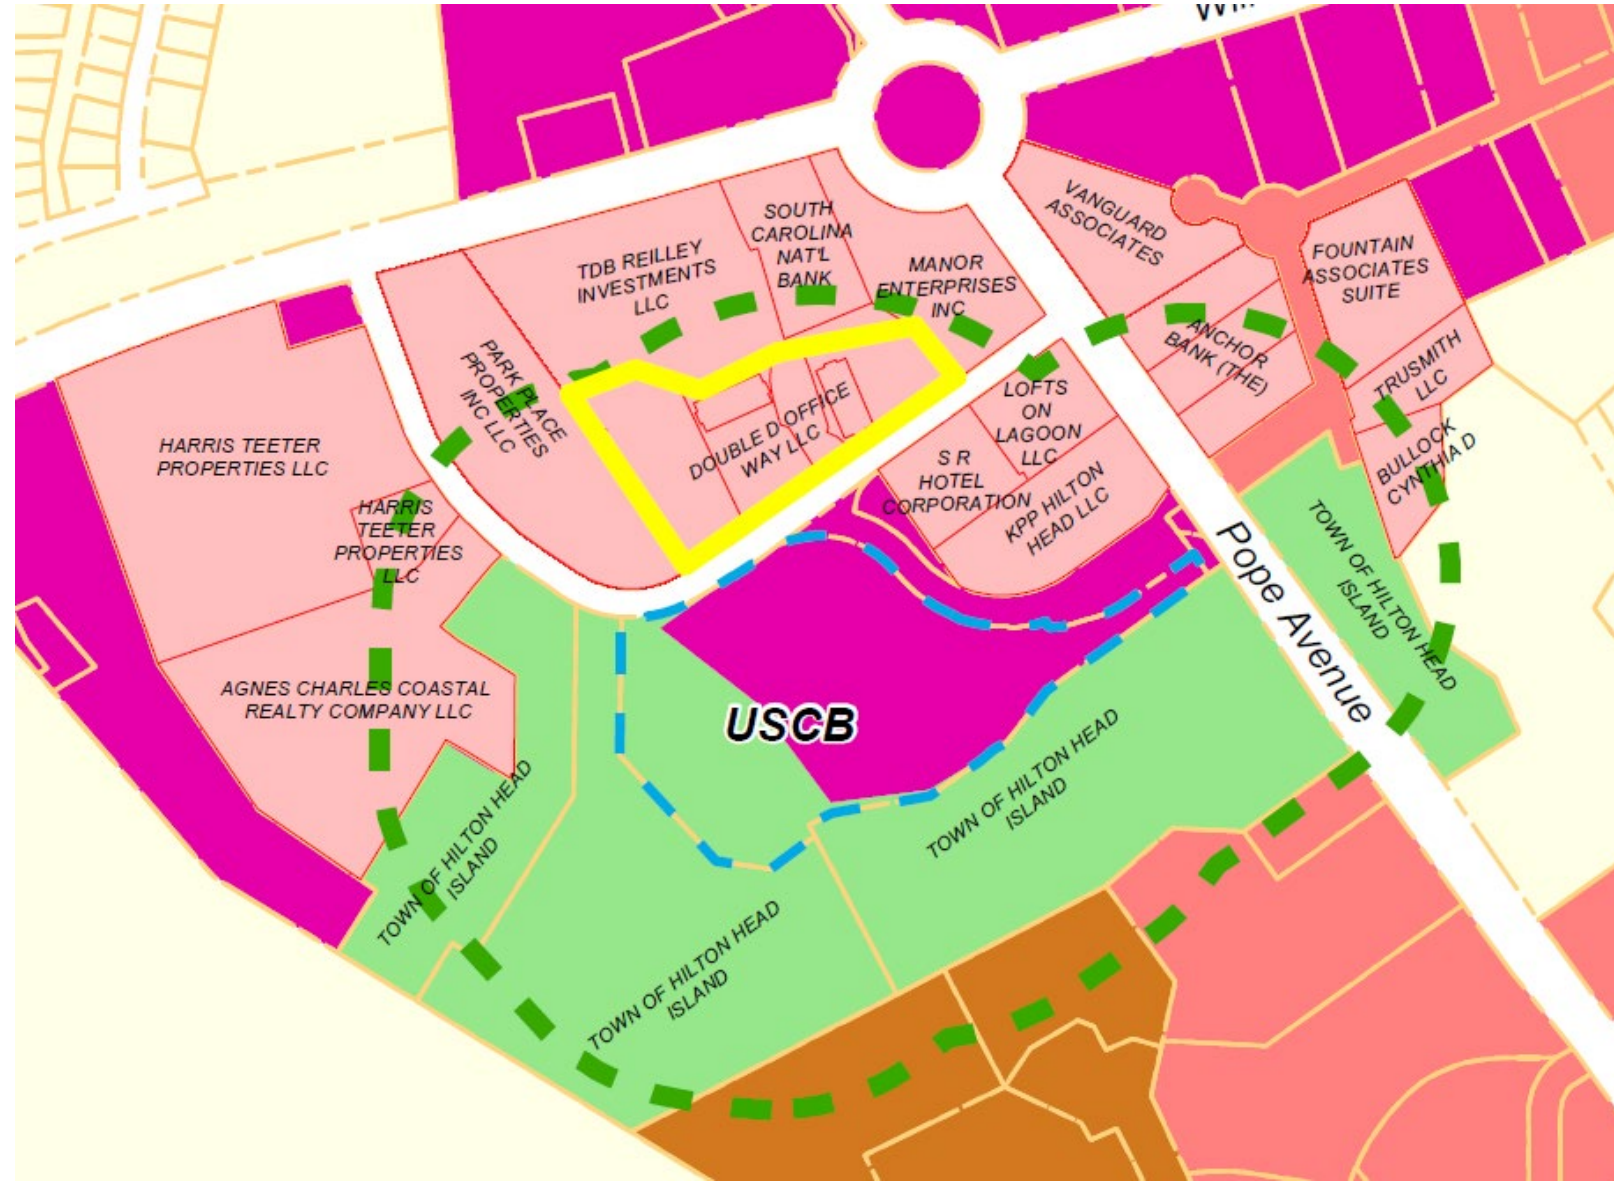 VANGUARD
ASSOCIATES
SOUTH
CAROLINA
NAT'L
BANK
TDB REILLEY
INVESTMENTS
LLC
MANOR
ENTERPRISES
INC
FOUNTAIN
ASSOCIATES
SUITE
ANCHOR
BANK (THE)
TRUSMITH
LLC
PARK PLACE
PROPERTIES
INC LLC
DOUBLE D OFFICE
WAY LLC
LOFTS
ON
LAGOON
LLC
HARRIS TEETER
PROPERTIES LLC
S R
HOTEL
CORPORATION
KPP HILTON
HEAD LLC
BULLOCK
CYNTHIA D
HARRIS
TEETER
PROPERTIES
LLC
Pope Avenue
TOWN OF HILTON HEAD
ISLAND
AGNES CHARLES COASTAL
REALTY COMPANY LLC
USCB
TOWN OF HILTON HEAD
ISLAND
TOWN OF HILTON HEAD
ISLAND
TOWN OF HILTON HEAD
ISLAND